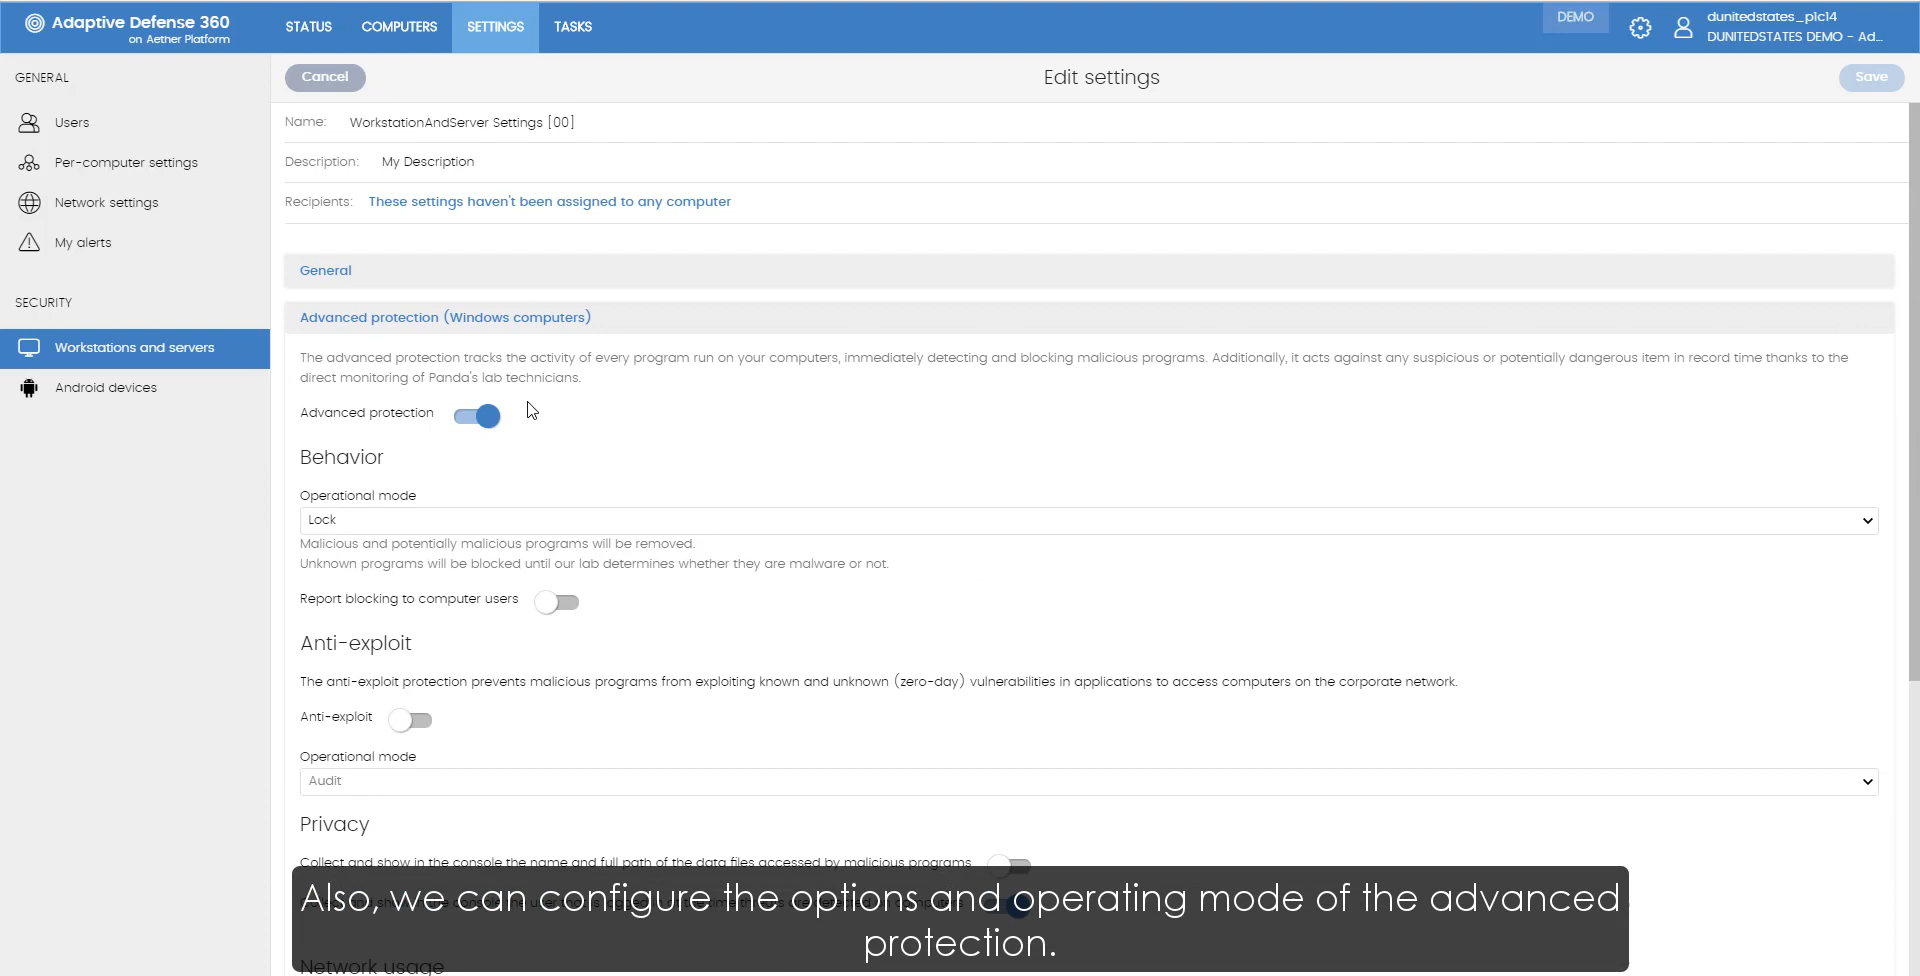 Adaptive Defense 360
on Aether Platform
STATUS
COMPUTERS
SETTINGS
TASKS
DEMO
dunitedstates_p1c14
DUNITEDSTATES DEMO - Ad...
GENERAL
Users
Per-computer settings
Network settings
My alerts
SECURITY
Workstations and servers
Android devices
Cancel
Edit settings
Save
Name: WorkstationAndServer Settings [00]
Description: My Description
Recipients: These settings haven't been assigned to any computer
General
Advanced protection (Windows computers)
The advanced protection tracks the activity of every program run on your computers, immediately detecting and blocking malicious programs. Additionally, it acts against any suspicious or potentially dangerous item in record time thanks to the
direct monitoring of Panda's lab technicians.
Advanced protection
Behavior
Operational mode
Lock
Malicious and potentially malicious programs will be removed.
Unknown programs will be blocked until our lab determines whether they are malware or not.
Report blocking to computer users
Anti-exploit
The anti-exploit protection prevents malicious programs from exploiting known and unknown (zero-day) vulnerabilities in applications to access computers on the corporate network.
Anti-exploit
Operational mode
Audit
Privacy
Collect and show in the console the name and full path of the data files accessed by malicious programs
Also, we can configure the options and operating mode of the advanced
protection.
Network usage